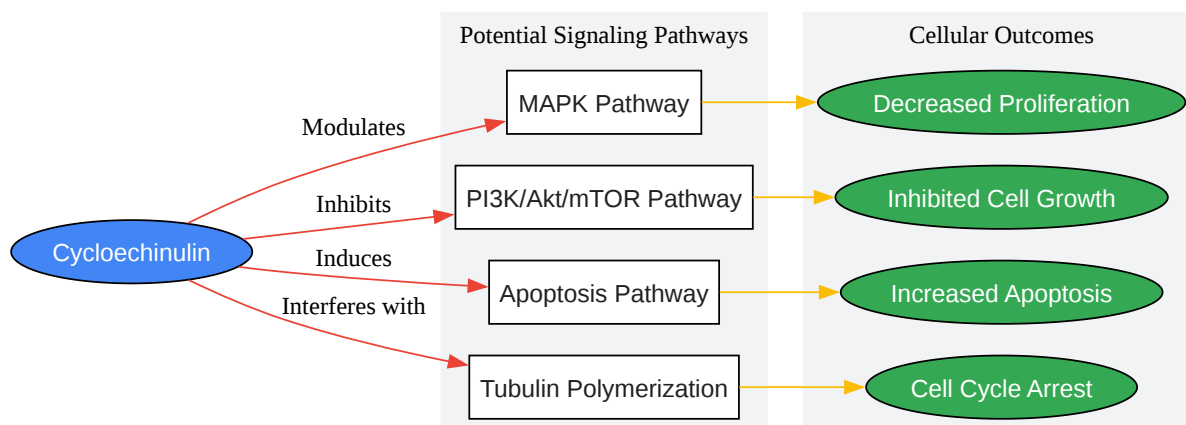 Potential Signaling Pathways
Cellular Outcomes
MAPK Pathway
Decreased Proliferation
Modulates
PI3K/Akt/mTOR Pathway
Inhibited Cell Growth
Inhibits
Cycloechinulin
Induces
Apoptosis Pathway
Increased Apoptosis
Interferes with
Tubulin Polymerization
Cell Cycle Arrest